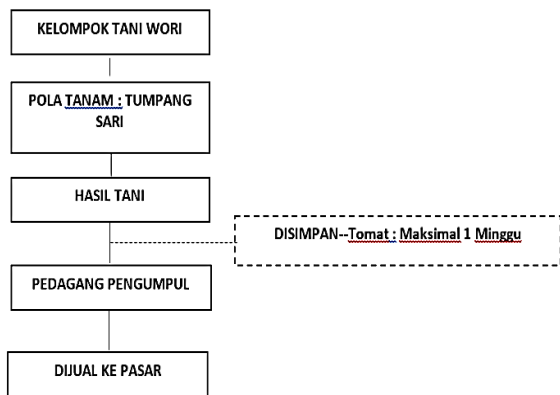 KELOMPOK TANI WORI
POLA TANAM : TUMPANG
SARI
HASIL TANI
DISIMPAN--Tomat : Maksimal 1 Minggu
PEDAGANG PENGUMPUL
DIJUAL KE PASAR